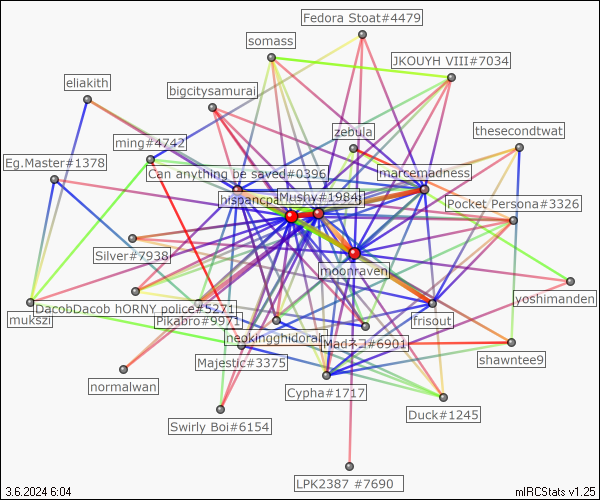 Fedora Stoat#4479
somass
JKOUYH VIII#7034
eliakith
bigcitysamurai
zebula
thesecondtwat
ming#4742
Eg.Master#1378
Can anything be saved#0396
marcemadness
Mushy#1984
hispancpa
Pocket Persona#3326
Silver#7938
moonraven
yoshimanden
DacobDacob hORNY police#5271
mukszi
Pikabro#9971
frisout
neokingghidorah
Madネコ#6901
Majestic#3375
shawntee9
normalwan
Cypha#1717
Duck#1245
Swirly Boi#6154
LPK2387 #7690
3.6.2024 6:04
mIRCStats v1.25